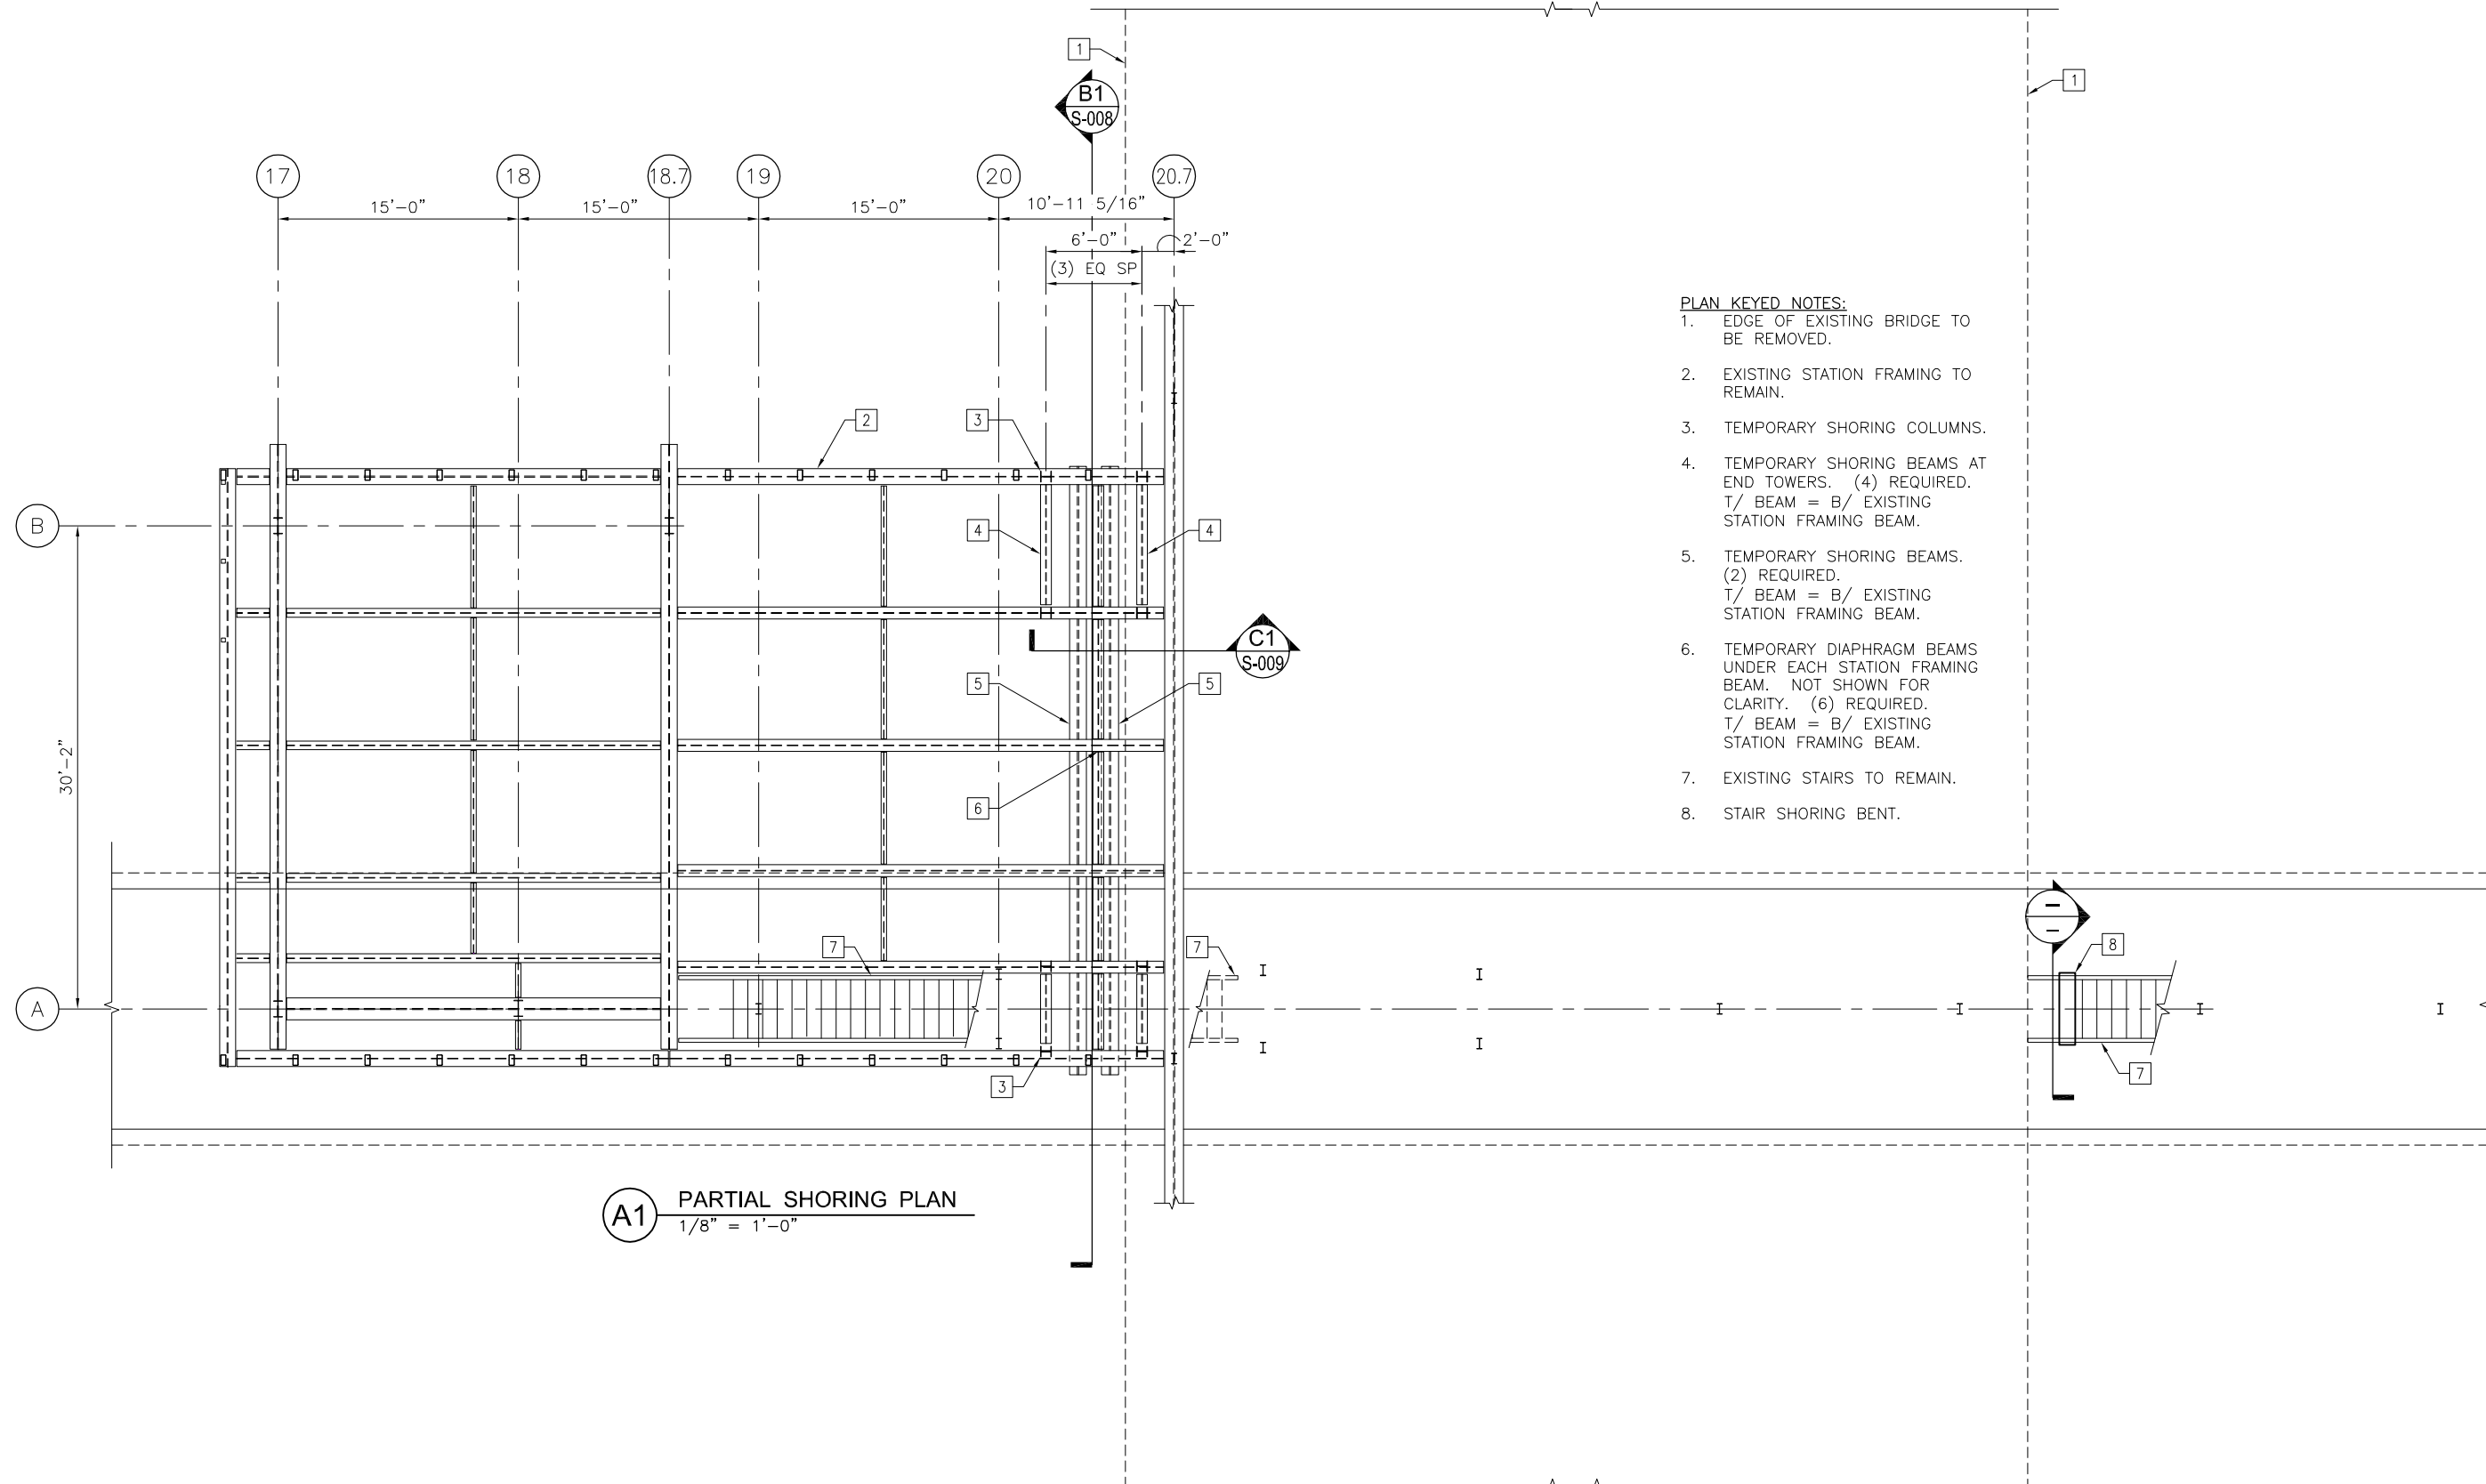 1
1
B1
S-008
17
18
18.7
19
20
20.7
15'-0"
15'-0"
15'-0"
10'-11 5/16"
6'-0"
2'-0"
(3) EQ SP
PLAN KEYED NOTES:
1. EDGE OF EXISTING BRIDGE TO
BE REMOVED.
2. EXISTING STATION FRAMING TO
REMAIN.
3. TEMPORARY SHORING COLUMNS.
4. TEMPORARY SHORING BEAMS AT
END TOWERS. (4) REQUIRED.
T/ BEAM = B/ EXISTING
STATION FRAMING BEAM.
5. TEMPORARY SHORING BEAMS.
(2) REQUIRED.
T/ BEAM = B/ EXISTING
STATION FRAMING BEAM.
6. TEMPORARY DIAPHRAGM BEAMS
UNDER EACH STATION FRAMING
BEAM. NOT SHOWN FOR
CLARITY. (6) REQUIRED.
T/ BEAM = B/ EXISTING
STATION FRAMING BEAM.
7. EXISTING STAIRS TO REMAIN.
8. STAIR SHORING BENT.
2
3
B
4
4
C1
S-009
5
5
30'-2"
6
7
7
8
A
3
7
A1
PARTIAL SHORING PLAN
1/8" = 1'-0"